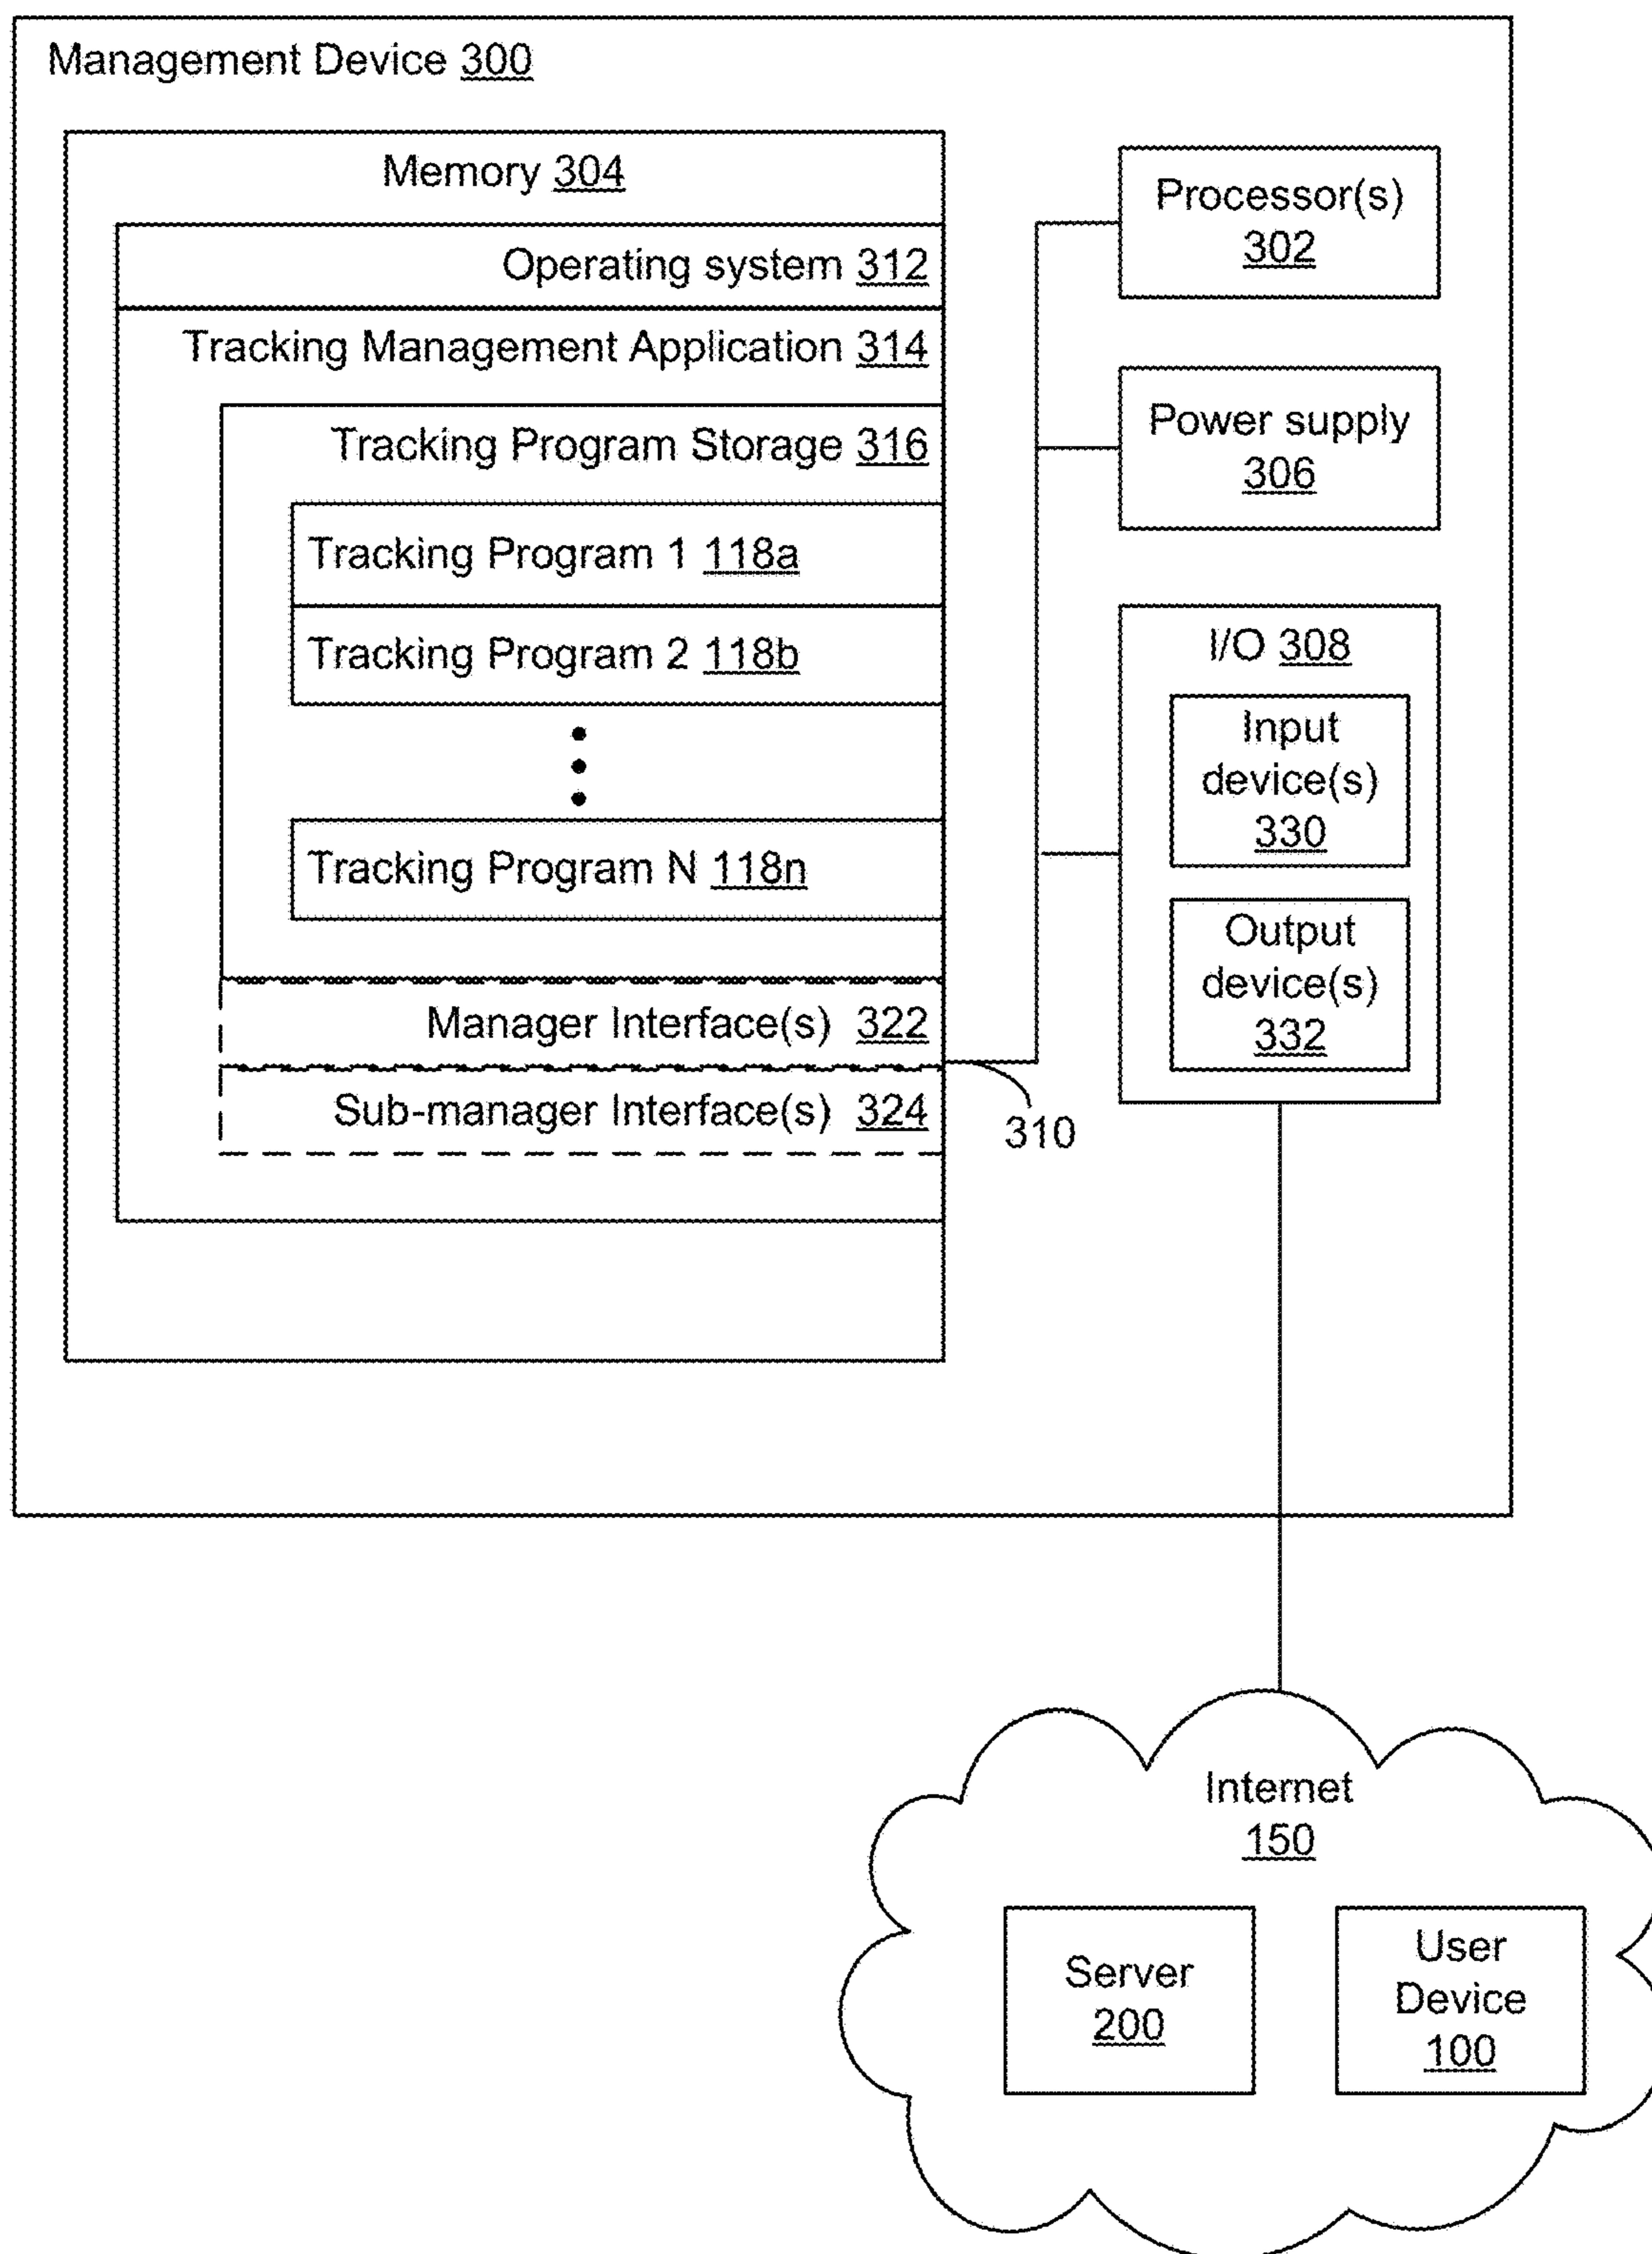 Management Device 300
Memory 304
Operating system 312
Tracking Management Application 314
Tracking Program Storage 316
Tracking Program 1 118a
Tracking Program 2 118b
Tracking Program N 118n
Manager Interface(s) 322
Sub-manager Interface(s) 324
310
Processor(s)
302
Power supply
306
I/O 308
Input
device(s)
330
Output
device(s)
332
Internet
150
Server
200
User
Device
100